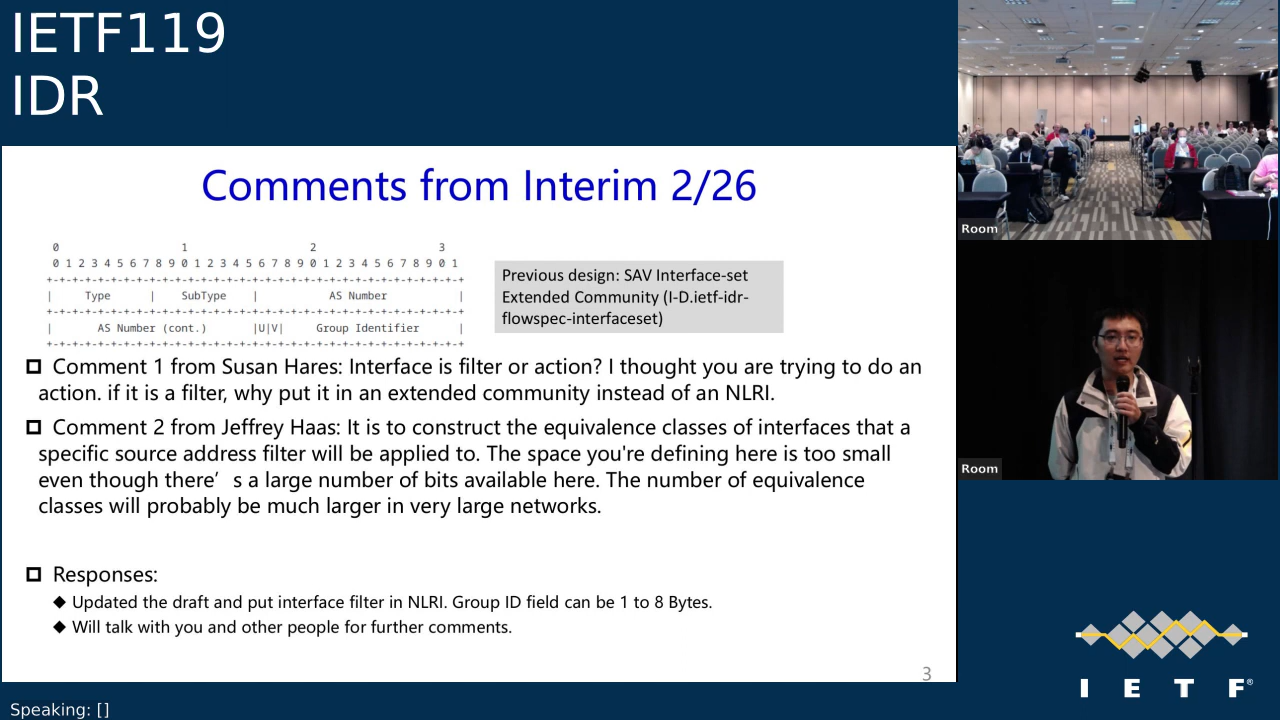 IETF119
IDR
Comments from Interim 2/26
0                   1                   2                   3
0 1 2 3 4 5 6 7 8 9 0 1 2 3 4 5 6 7 8 9 0 1 2 3 4 5 6 7 8 9 0 1
+-+-+-+-+-+-+-+-+-+-+-+-+-+-+-+-+-+-+-+-+-+-+-+-+-+-+-+-+-+-+-+-+
|     Type      |    SubType    |           AS Number           |
+-+-+-+-+-+-+-+-+-+-+-+-+-+-+-+-+-+-+-+-+-+-+-+-+-+-+-+-+-+-+-+-+
|       AS Number (cont.)       |U|V|     Group Identifier      |
+-+-+-+-+-+-+-+-+-+-+-+-+-+-+-+-+-+-+-+-+-+-+-+-+-+-+-+-+-+-+-+-+
Previous design: SAV Interface-set
Extended Community (I-D.ietf-idr-
flowspec-interfaceset)
Comment 1 from Susan Hares: Interface is filter or action? I thought you are trying to do an
action. if it is a filter, why put it in an extended community instead of an NLRI.
Comment 2 from Jeffrey Haas: It is to construct the equivalence classes of interfaces that a
specific source address filter will be applied to. The space you're defining here is too small
even though there’s a large number of bits available here. The number of equivalence
classes will probably be much larger in very large networks.
Responses:
◆ Updated the draft and put interface filter in NLRI. Group ID field can be 1 to 8 Bytes.
◆ Will talk with you and other people for further comments.
3
Room
Room
I E T F®
Speaking: []